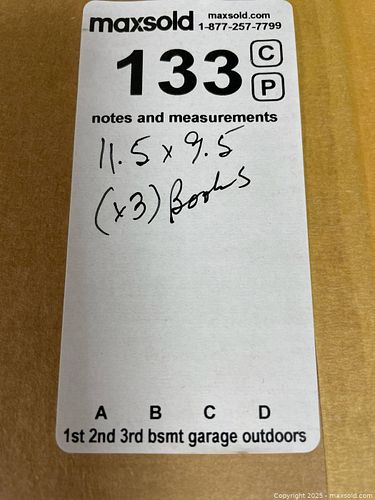 maxsold maxsold.com
1-877-257-7799
133 C
P
notes and measurements
11.5 x 9.5
(x3) Books
A B C D
1st 2nd 3rd bsmt garage outdoors
Copyright 2025 - maxsold.com